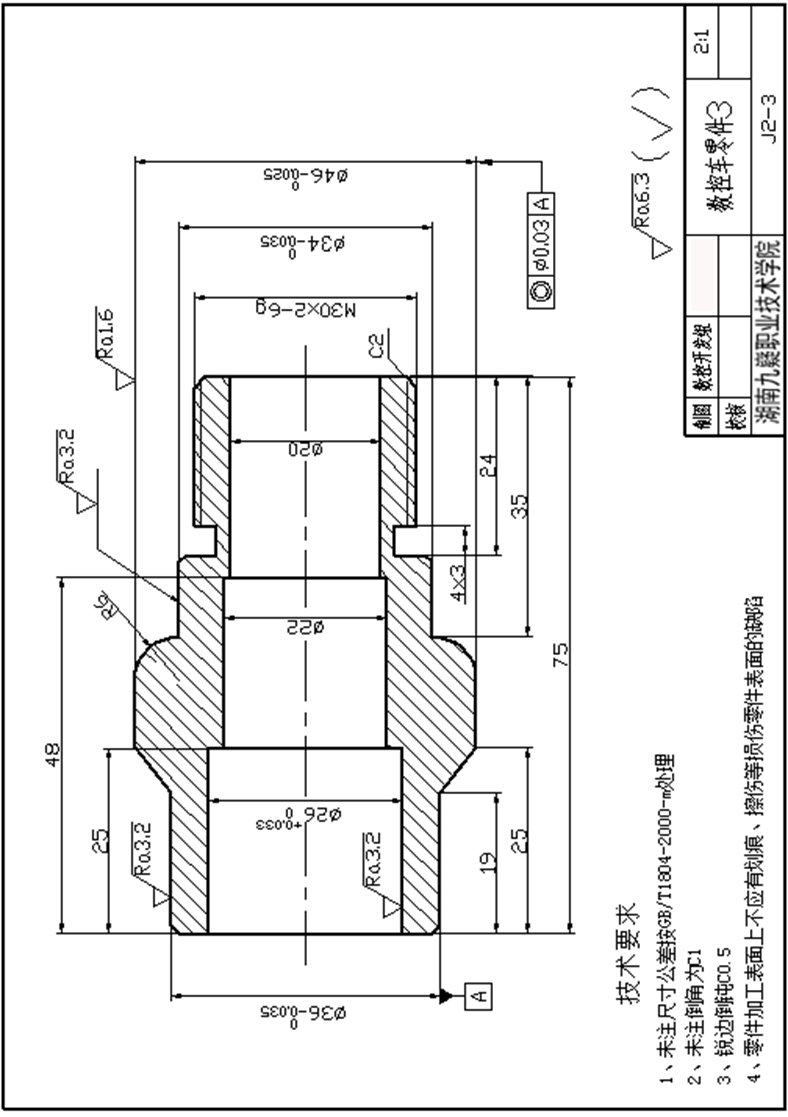 Ø46-0.025
0
Ø34-0.035
0
M30×2-6g
Ø0.03 A
Ra1.6
Ra3.2
R6
C2
Ø20
Ø22
Ø26
+0.033
0
4×3
24
35
75
48
25
Ra3.2
Ra3.2
19
25
Ø36-0.035
0
A
Ra6.3 (√)
技术要求
1、未注尺寸公差按GB/T1804-2000-m处理
2、未注倒角为C1
3、锐边倒钝C0.5
4、零件加工表面上不应有划痕、擦伤等损伤零件表面的缺陷
制图 数控开发组 数控车零件3 2:1
校核
湖南九嶷职业技术学院 J2-3